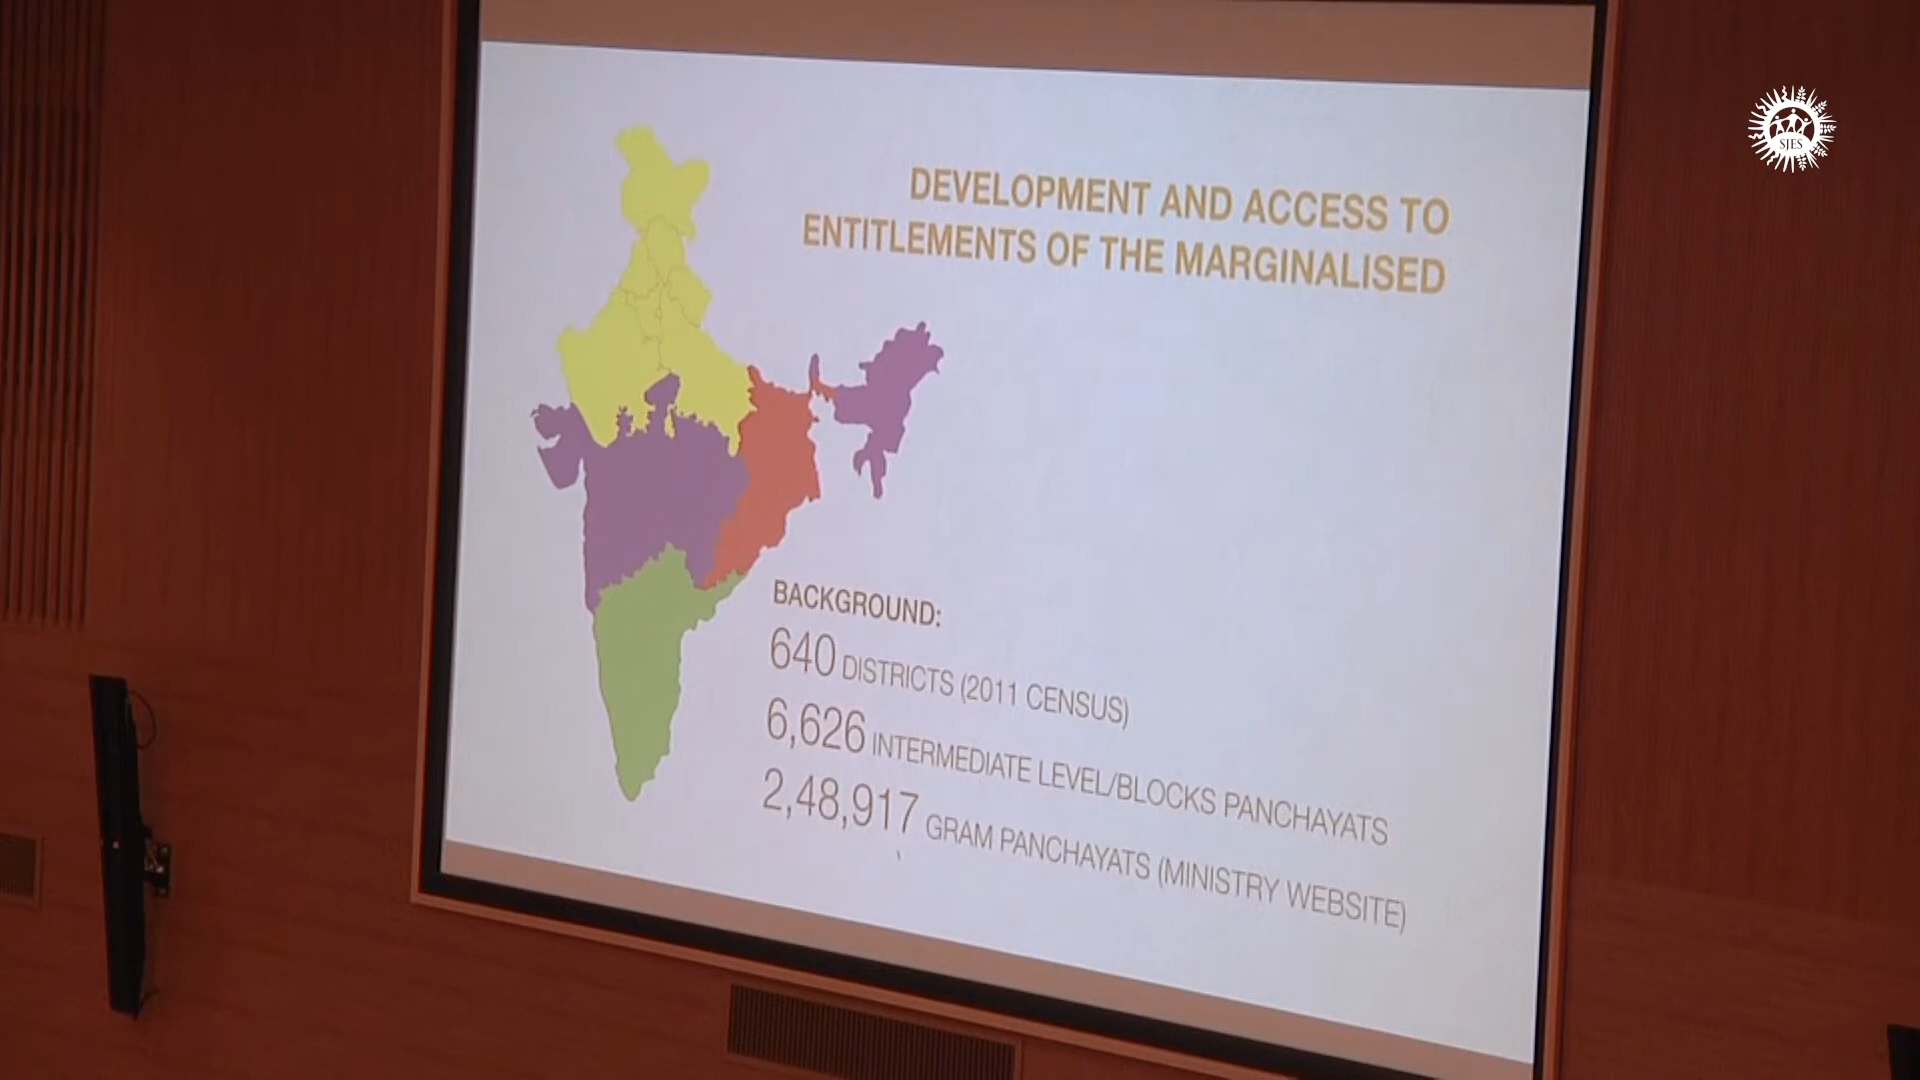 SJES
DEVELOPMENT AND ACCESS TO
ENTITLEMENTS OF THE MARGINALISED
BACKGROUND:
640 DISTRICTS (2011 CENSUS)
6,626 INTERMEDIATE LEVEL/BLOCKS PANCHAYATS
2,48,917 GRAM PANCHAYATS (MINISTRY WEBSITE)